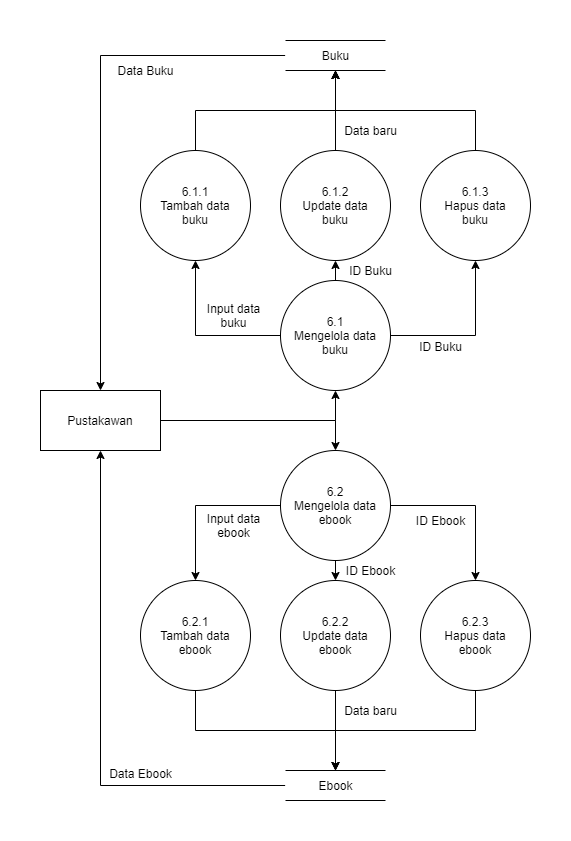 Buku
Data Buku
Data baru
6.1.1
Tambah data
buku
6.1.2
Update data
buku
6.1.3
Hapus data
buku
ID Buku
Input data
buku
6.1
Mengelola data
buku
ID Buku
Pustakawan
6.2
Mengelola data
ebook
Input data
ebook
ID Ebook
ID Ebook
6.2.1
Tambah data
ebook
6.2.2
Update data
ebook
6.2.3
Hapus data
ebook
Data baru
Data Ebook
Ebook